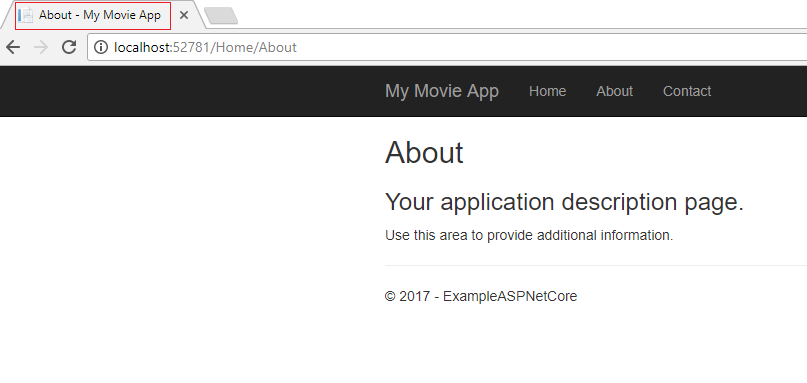 About - My Movie App
localhost:52781/Home/About
My Movie App Home About Contact
About
Your application description page.
Use this area to provide additional information.
© 2017 - ExampleASPNetCore